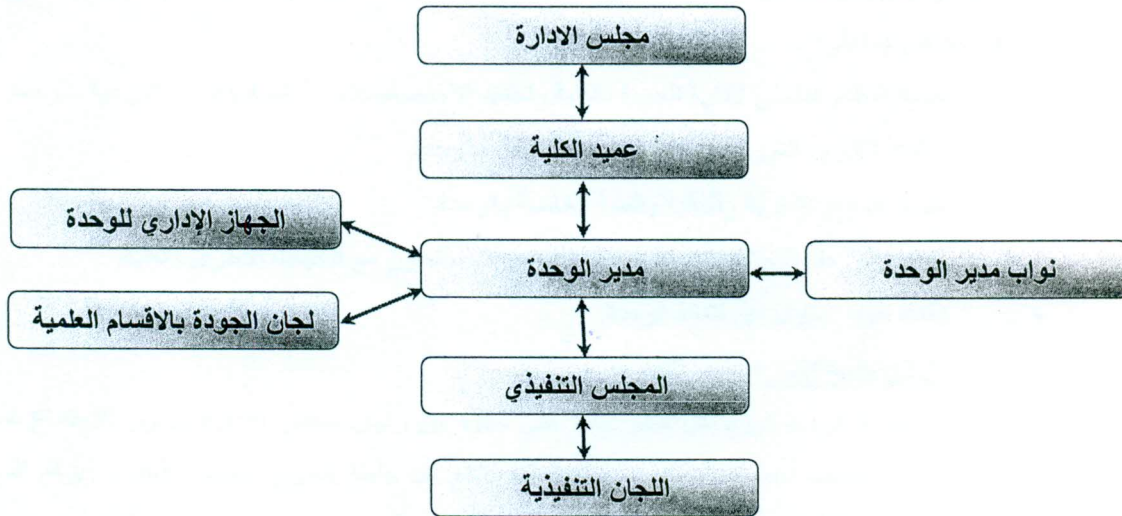 مجلس الادارة
عميد الكلية
الجهاز الإداري للوحدة
مدير الوحدة
نواب مدير الوحدة
لجان الجودة بالاقسام العلمية
المجلس التنفيذي
اللجان التنفيذية